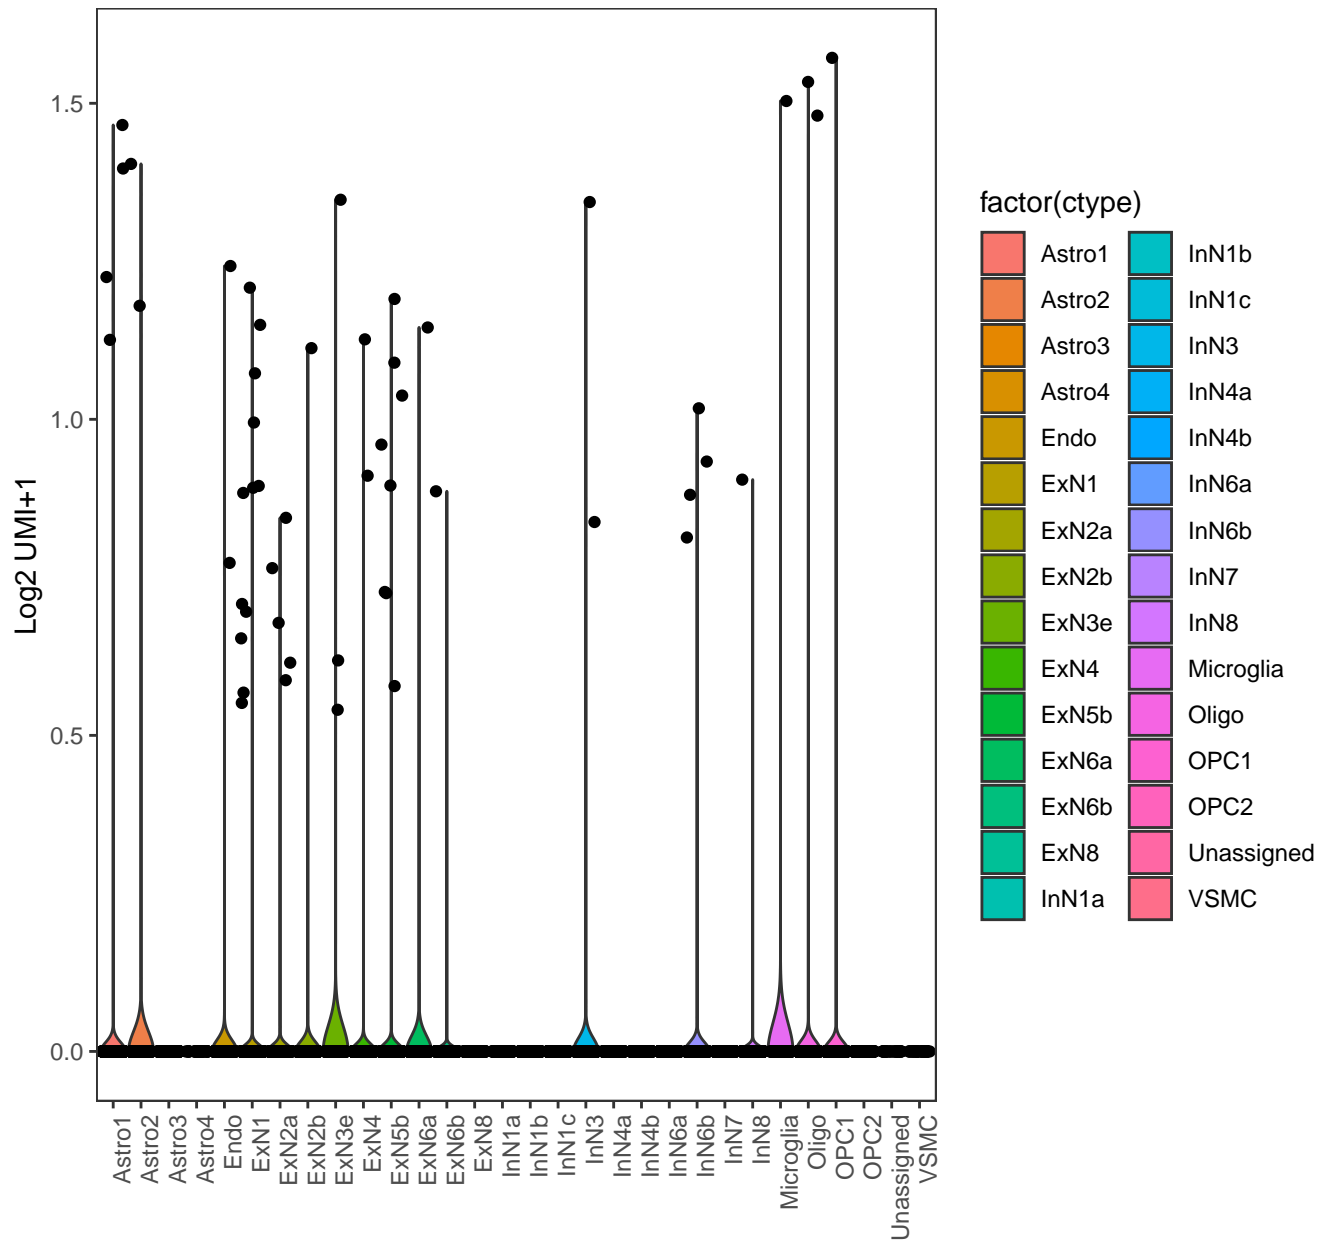 Log2 UMI+1
1.5
1.0
0.5
0.0
Astro1
Astro2
Astro3
Astro4
Endo
ExN1
ExN2a
ExN2b
ExN3e
ExN4
ExN5b
ExN6a
ExN6b
ExN8
InN1a
InN1b
InN1c
InN3
InN4a
InN4b
InN6a
InN6b
InN7
InN8
Microglia
Oligo
OPC1
OPC2
Unassigned
VSMC
factor(ctype)
Astro1
Astro2
Astro3
Astro4
Endo
ExN1
ExN2a
ExN2b
ExN3e
ExN4
ExN5b
ExN6a
ExN6b
ExN8
InN1a
InN1b
InN1c
InN3
InN4a
InN4b
InN6a
InN6b
InN7
InN8
Microglia
Oligo
OPC1
OPC2
Unassigned
VSMC